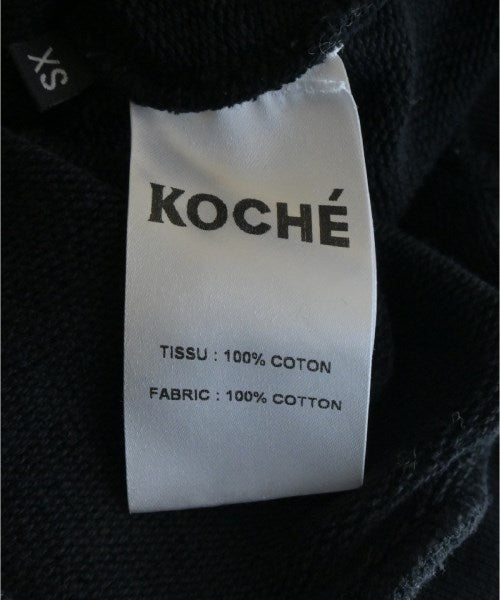 XS
KOCHÉ
TISSU : 100% COTON
FABRIC : 100% COTTON